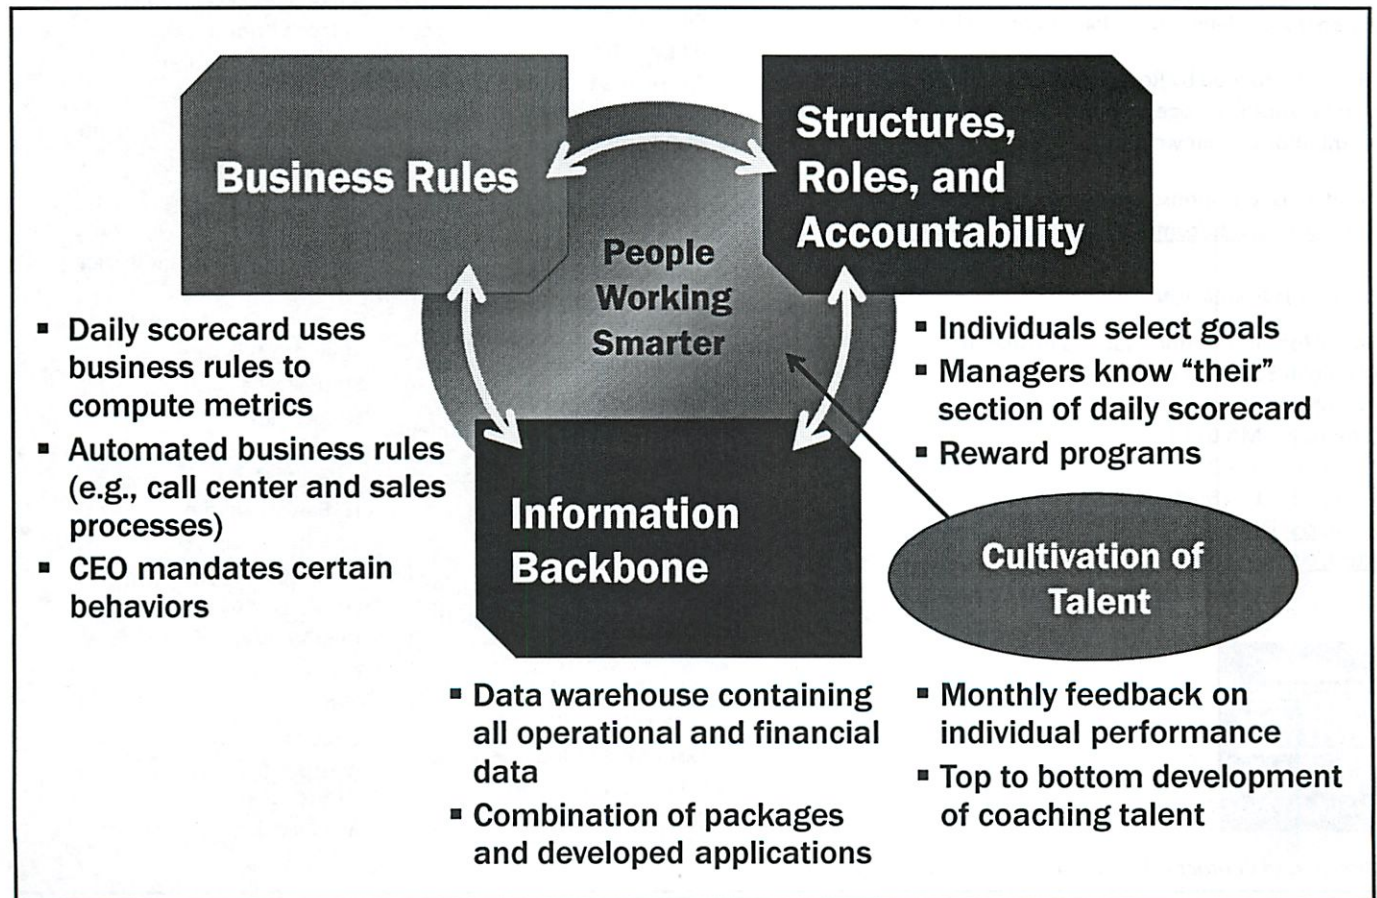 Business Rules
Structures,
Roles, and
Accountability
People
Working
Smarter
▪ Daily scorecard uses
business rules to
compute metrics
▪ Automated business rules
(e.g., call center and sales
processes)
▪ CEO mandates certain
behaviors
▪ Individuals select goals
▪ Managers know “their”
section of daily scorecard
▪ Reward programs
Information
Backbone
Cultivation of
Talent
▪ Data warehouse containing
all operational and financial
data
▪ Combination of packages
and developed applications
▪ Monthly feedback on
individual performance
▪ Top to bottom development
of coaching talent